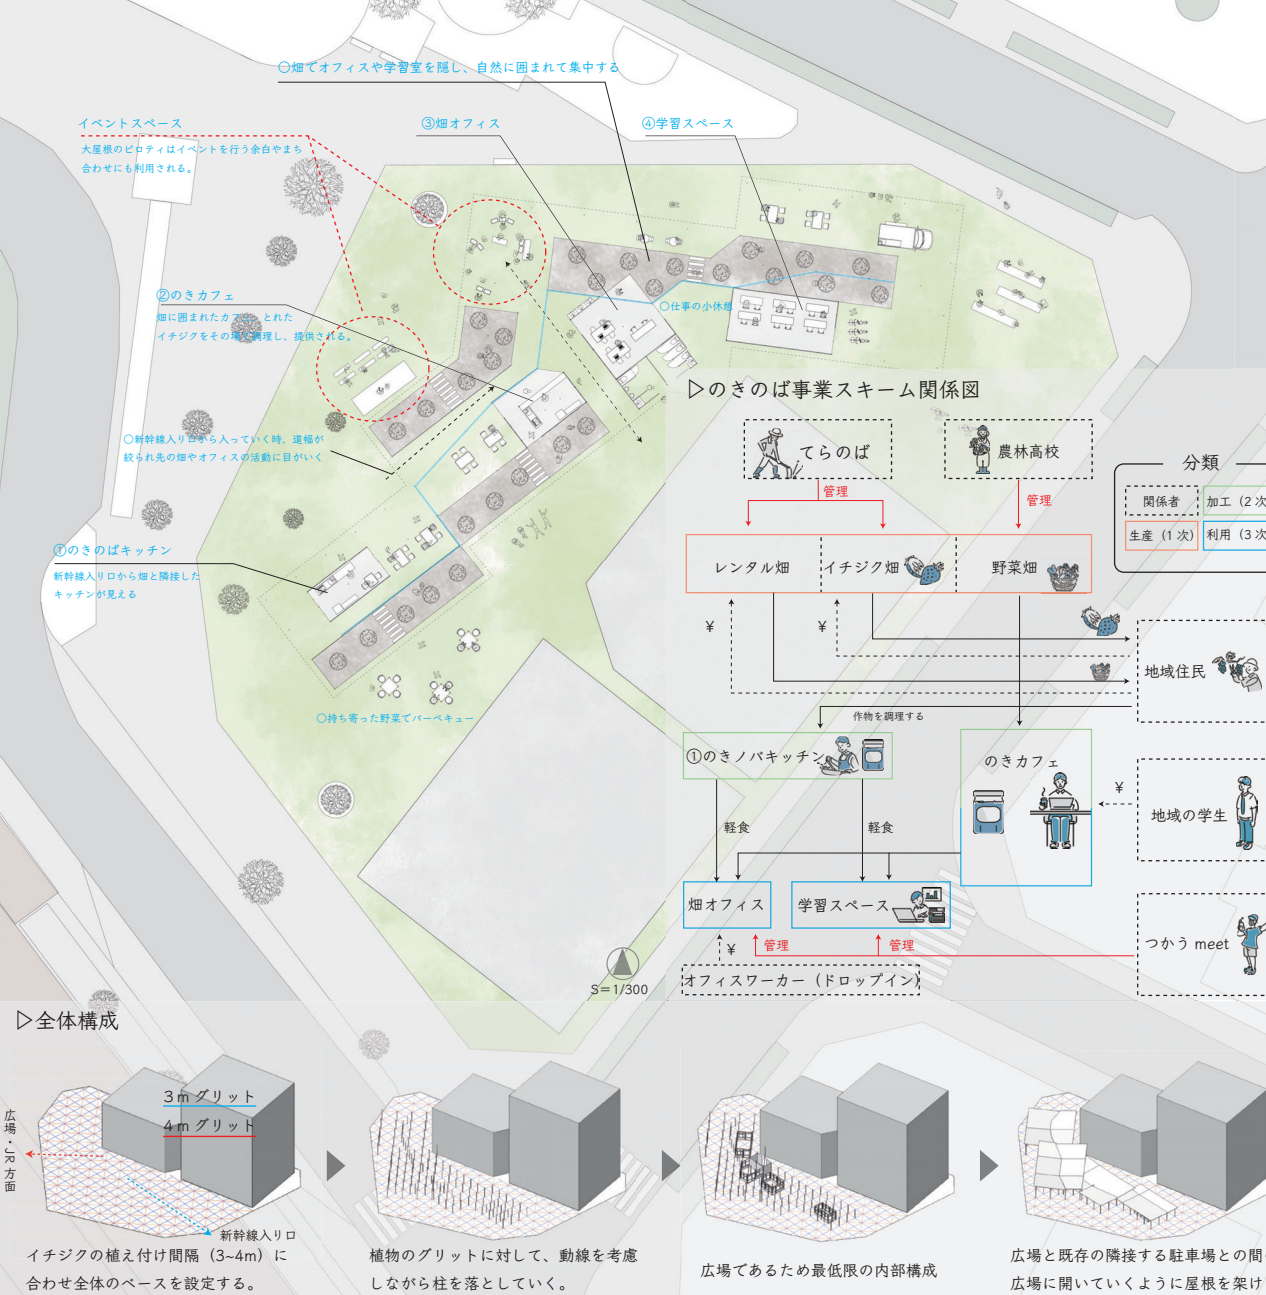 〇畑でオフィスや学習室を隠し、自然に囲まれて集中する
イベントスペース
大屋根のピロティはイベントを行う余白やまち
合わせにも利用される。
③畑オフィス
④学習スペース
②のきカフェ
畑に囲まれたカフェ とれた
イチジクをその場 調理し、提供される。
〇仕事の小休憩
〇新幹線入り口から入っていく時、道幅が
絞られ先の畑やオフィスの活動に目がいく
①のきのばキッチン
新幹線入り口から畑と隣接した
キッチンが見える
〇持ち寄った野菜でバーベキュー
S=1/300
▷のきのば事業スキーム関係図
てらのば
農林高校
管理
管理
分類
関係者
加工（2 次
生産（1 次）
利用（3 次
レンタル畑
イチジク畑
野菜畑
¥
¥
地域住民
作物を調理する
①のきノバキッチン
のきカフェ
¥
地域の学生
軽食
軽食
畑オフィス
学習スペース
つかう meet
¥
管理
管理
オフィスワーカー（ドロップイン）
▷全体構成
3m グリット
4m グリット
広場・JR 方面
新幹線入り口
イチジクの植え付け間隔（3~4m）に
合わせ全体のベースを設定する。
植物のグリットに対して、動線を考慮
しながら柱を落としていく。
広場であるため最低限の内部構成
広場と既存の隣接する駐車場との間
広場に開いていくように屋根を架け